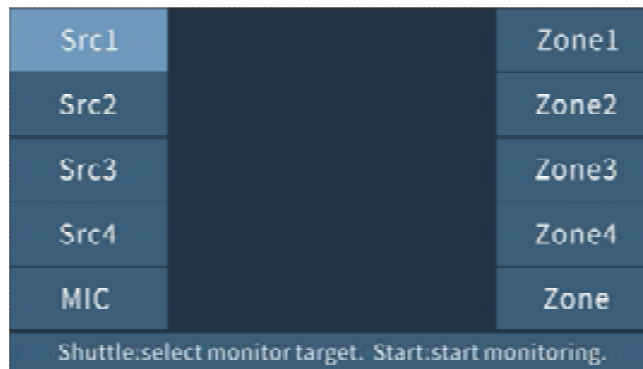 Src1 Zone1
Src2 Zone2
Src3 Zone3
Src4 Zone4
MIC Zone
Shuttle:select monitor target. Start:start monitoring.